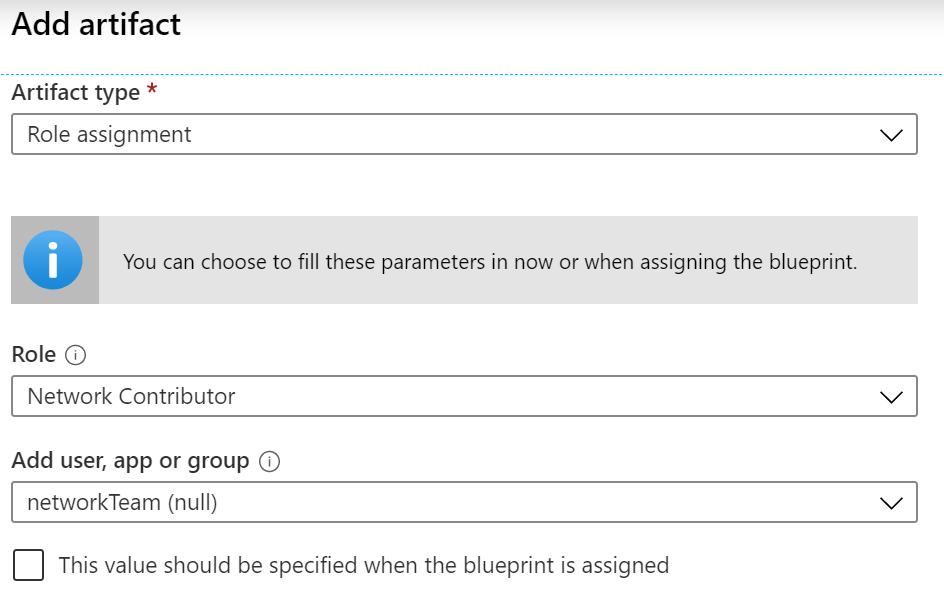 Add artifact
Artifact type *
Role assignment
You can choose to fill these parameters in now or when assigning the blueprint.
Role
Network Contributor
Add user, app or group
networkTeam (null)
This value should be specified when the blueprint is assigned